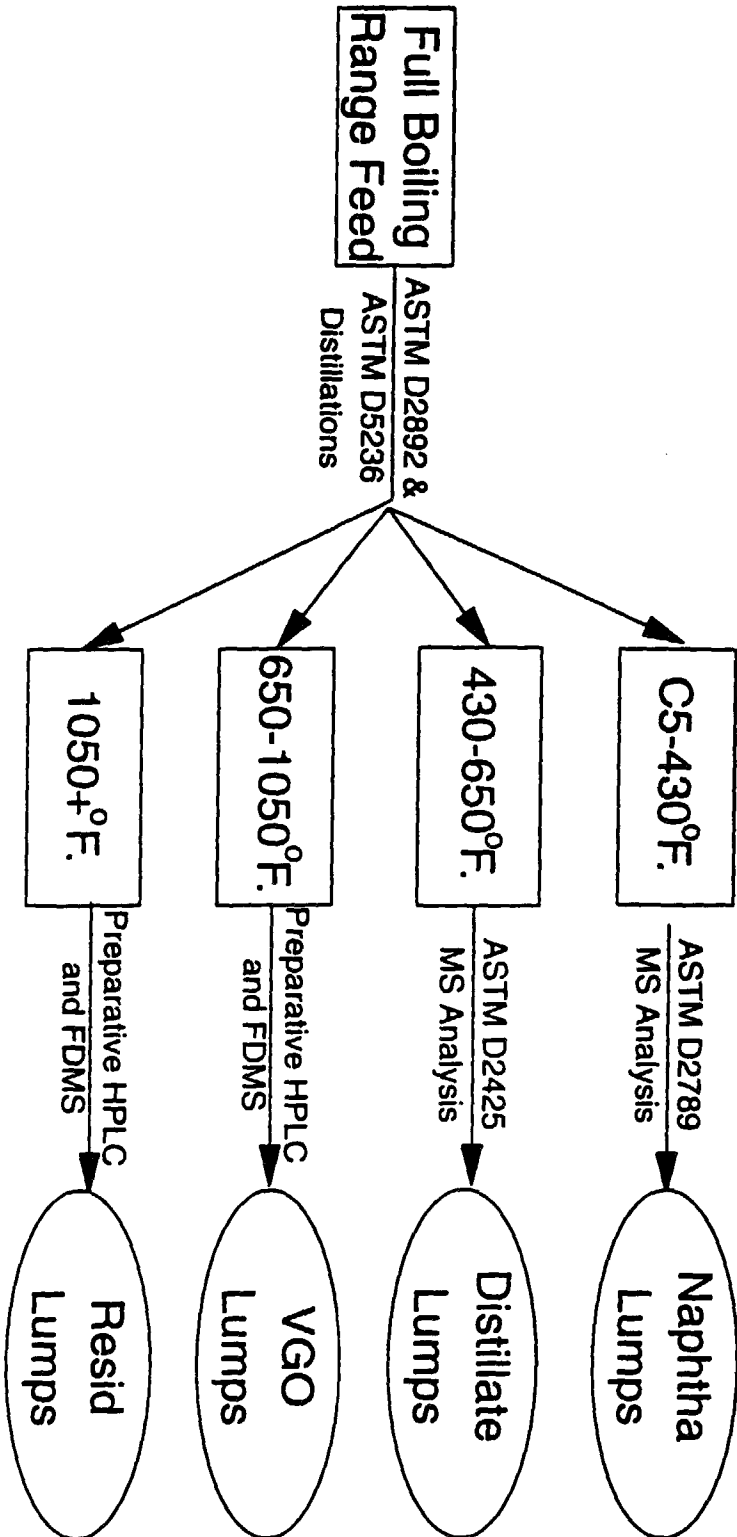 Full Boiling
Range Feed
ASTM D2892 &
ASTM D5236
Distillations
C5-430°F.
ASTM D2789
MS Analysis
Naphtha
Lumps
430-650°F.
ASTM D2425
MS Analysis
Distillate
Lumps
650-1050°F.
Preparative HPLC
and FDMS
VGO
Lumps
1050+°F.
Preparative HPLC
and FDMS
Resid
Lumps